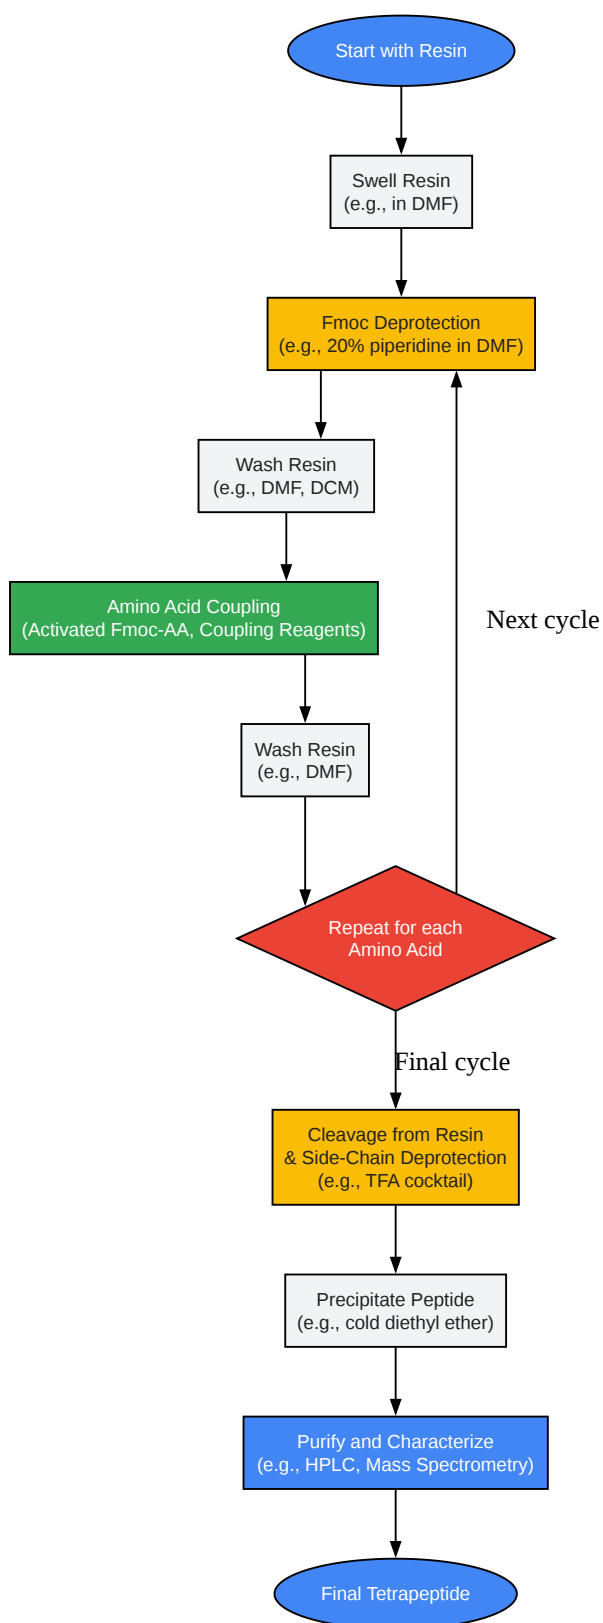 Start with Resin
Swell Resin
(e.g., in DMF)
Fmoc Deprotection
(e.g., 20% piperidine in DMF)
Wash Resin
(e.g., DMF, DCM)
Amino Acid Coupling
(Activated Fmoc-AA, Coupling Reagents)
Next cycle
Wash Resin
(e.g., DMF)
Repeat for each
Amino Acid
Final cycle
Cleavage from Resin
& Side-Chain Deprotection
(e.g., TFA cocktail)
Precipitate Peptide
(e.g., cold diethyl ether)
Purify and Characterize
(e.g., HPLC, Mass Spectrometry)
Final Tetrapeptide